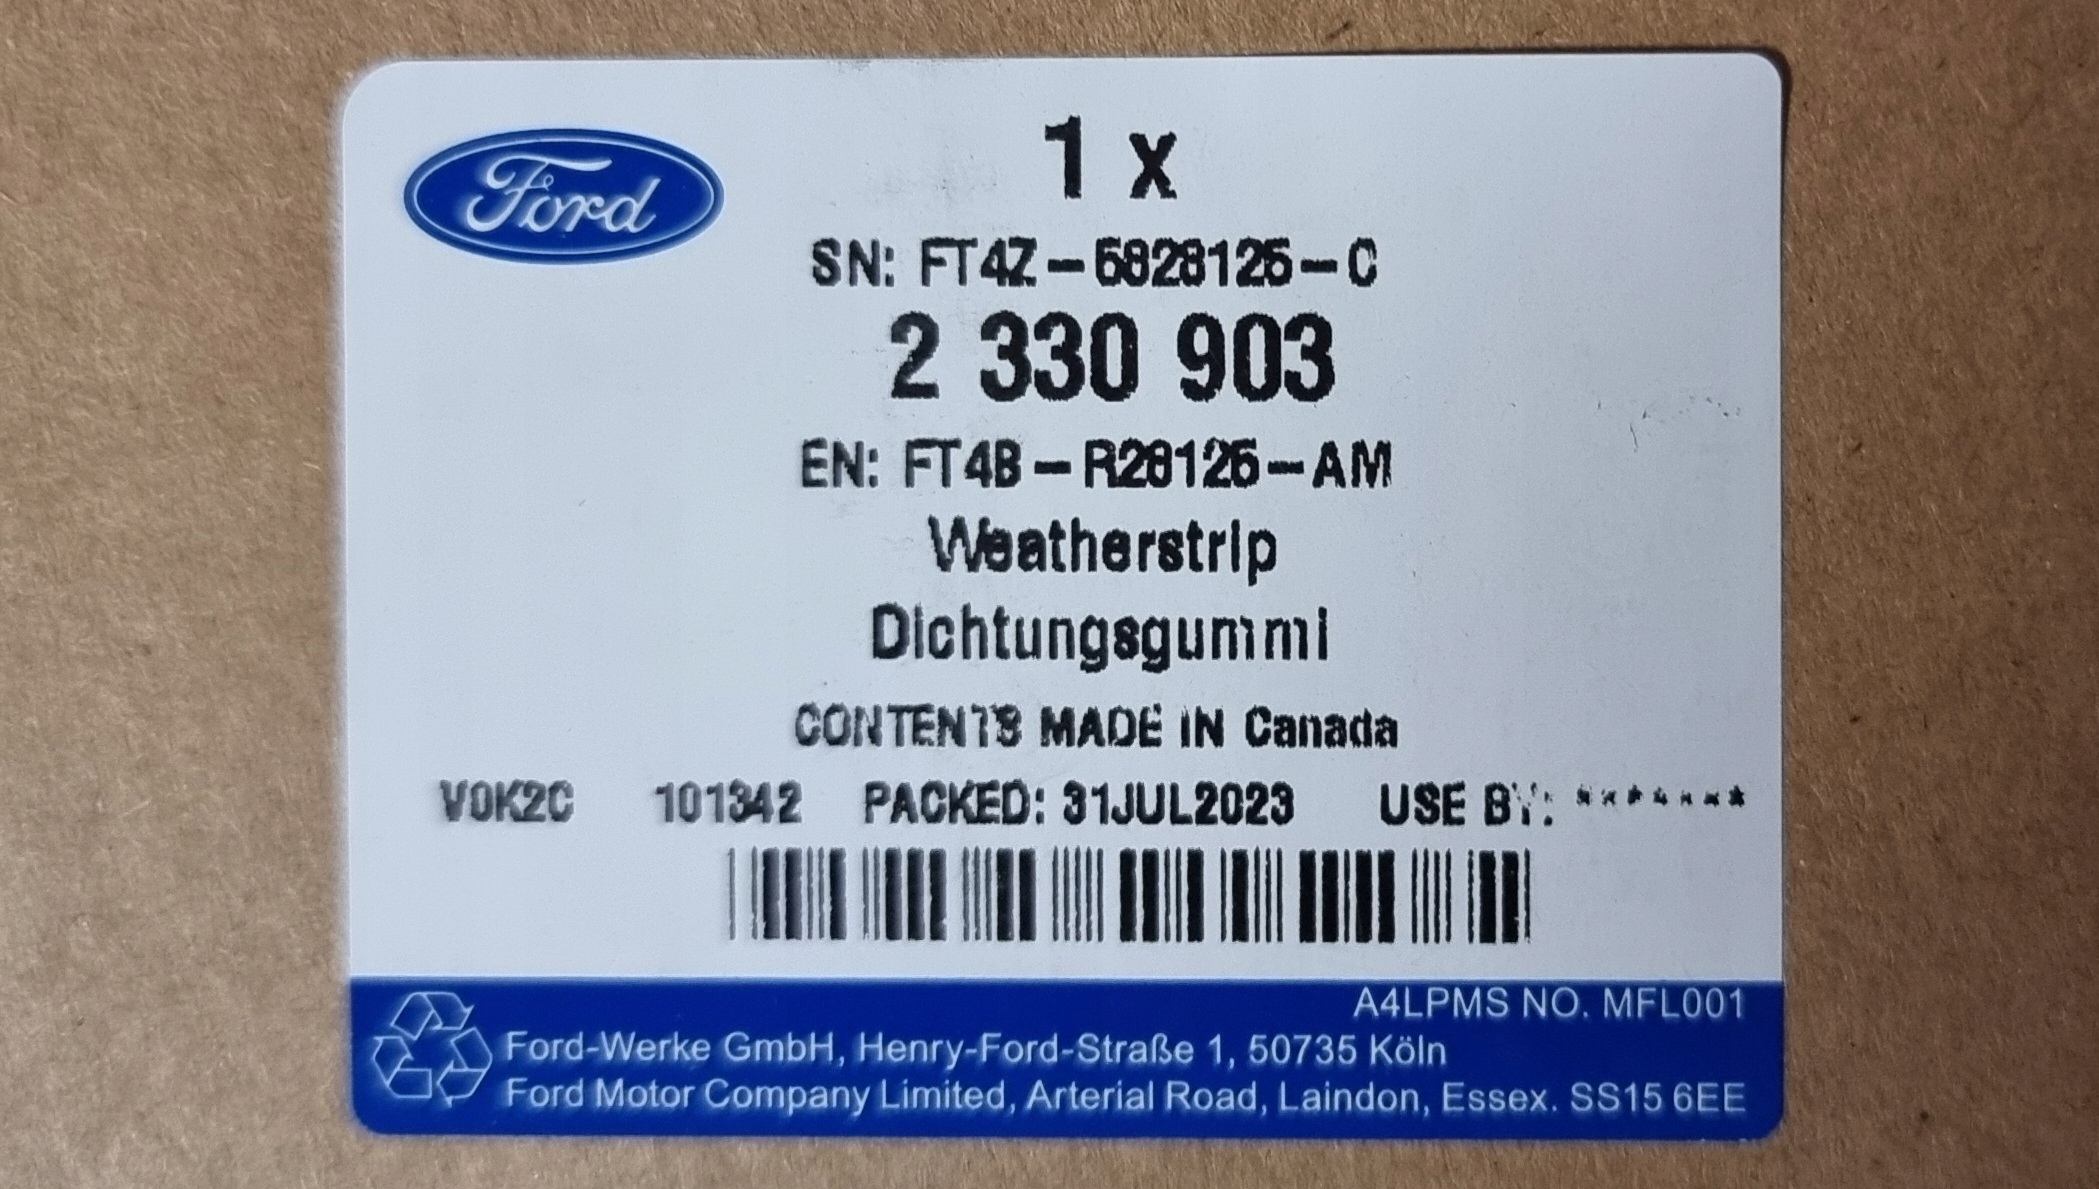 Ford
1 x
SN: FT4Z-5828125-C
2 330 903
EN: FT4B-R28125-AM
Weatherstrip
Dichtungsgummi
CONTENTS MADE IN Canada
V0K2C 101342 PACKED: 31JUL2023 USE BY: *******
A4LPMS NO. MFL001
Ford-Werke GmbH, Henry-Ford-Straße 1, 50735 Köln
Ford Motor Company Limited, Arterial Road, Laindon, Essex. SS15 6EE